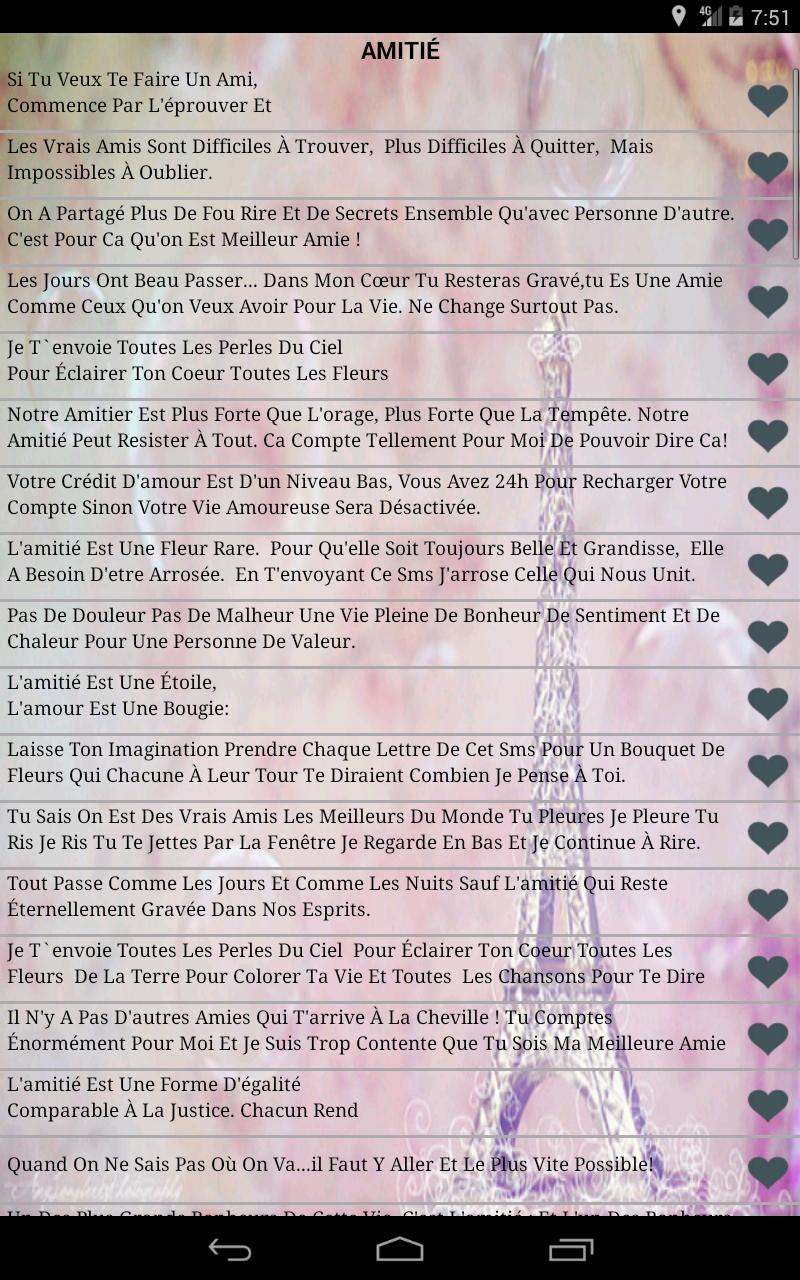 4G 7:51
AMITIÉ
Si Tu Veux Te Faire Un Ami,
Commence Par L'éprouver Et
Les Vrais Amis Sont Difficiles À Trouver,  Plus Difficiles À Quitter,  Mais
Impossibles À Oublier.
On A Partagé Plus De Fou Rire Et De Secrets Ensemble Qu'avec Personne D'autre.
C'est Pour Ca Qu'on Est Meilleur Amie !
Les Jours Ont Beau Passer... Dans Mon Cœur Tu Resteras Gravé,tu Es Une Amie
Comme Ceux Qu'on Veux Avoir Pour La Vie. Ne Change Surtout Pas.
Je T`envoie Toutes Les Perles Du Ciel
Pour Éclairer Ton Coeur Toutes Les Fleurs
Notre Amitier Est Plus Forte Que L'orage, Plus Forte Que La Tempête. Notre
Amitié Peut Resister À Tout. Ca Compte Tellement Pour Moi De Pouvoir Dire Ca!
Votre Crédit D'amour Est D'un Niveau Bas, Vous Avez 24h Pour Recharger Votre
Compte Sinon Votre Vie Amoureuse Sera Désactivée.
L'amitié Est Une Fleur Rare.  Pour Qu'elle Soit Toujours Belle Et Grandisse,  Elle
A Besoin D'etre Arrosée.  En T'envoyant Ce Sms J'arrose Celle Qui Nous Unit.
Pas De Douleur Pas De Malheur Une Vie Pleine De Bonheur De Sentiment Et De
Chaleur Pour Une Personne De Valeur.
L'amitié Est Une Étoile,
L'amour Est Une Bougie:
Laisse Ton Imagination Prendre Chaque Lettre De Cet Sms Pour Un Bouquet De
Fleurs Qui Chacune À Leur Tour Te Diraient Combien Je Pense À Toi.
Tu Sais On Est Des Vrais Amis Les Meilleurs Du Monde Tu Pleures Je Pleure Tu
Ris Je Ris Tu Te Jettes Par La Fenêtre Je Regarde En Bas Et Je Continue À Rire.
Tout Passe Comme Les Jours Et Comme Les Nuits Sauf L'amitié Qui Reste
Éternellement Gravée Dans Nos Esprits.
Je T`envoie Toutes Les Perles Du Ciel  Pour Éclairer Ton Coeur Toutes Les
Fleurs  De La Terre Pour Colorer Ta Vie Et Toutes  Les Chansons Pour Te Dire
Il N'y A Pas D'autres Amies Qui T'arrive À La Cheville ! Tu Comptes
Énormément Pour Moi Et Je Suis Trop Contente Que Tu Sois Ma Meilleure Amie
L'amitié Est Une Forme D'égalité
Comparable À La Justice. Chacun Rend
Quand On Ne Sais Pas Où On Va...il Faut Y Aller Et Le Plus Vite Possible!
Un Des Plus Grands Bonheurs De Cette Vie, C'est L'amitié ; Et L'un Des Bonheurs